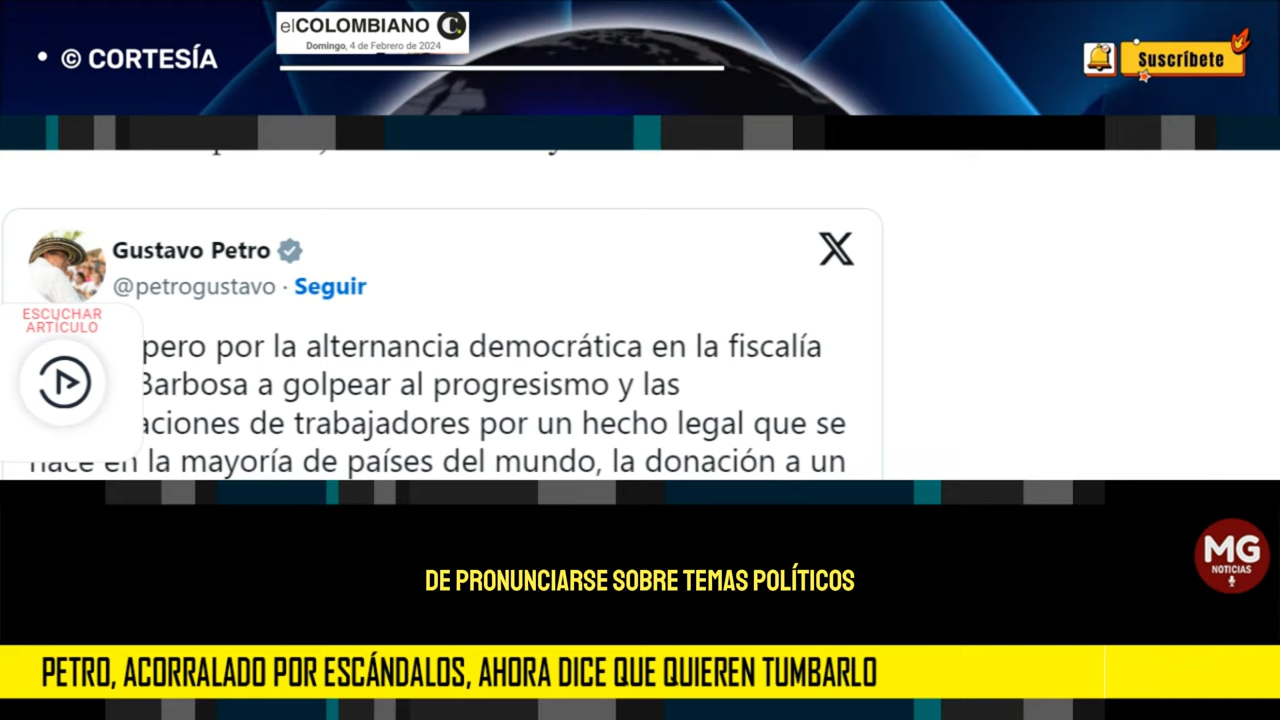 elCOLOMBIANO
Domingo, 4 de Febrero de 2024
• © CORTESÍA
Suscríbete
Gustavo Petro
@petrogustavo · Seguir
X
ESCUCHAR
ARTÍCULO
pero por la alternancia democrática en la fiscalía
Barbosa a golpear al progresismo y las
aciones de trabajadores por un hecho legal que se
hace en la mayoría de países del mundo, la donación a un
DE PRONUNCIARSE SOBRE TEMAS POLÍTICOS
MG
NOTICIAS
PETRO, ACORRALADO POR ESCÁNDALOS, AHORA DICE QUE QUIEREN TUMBARLO